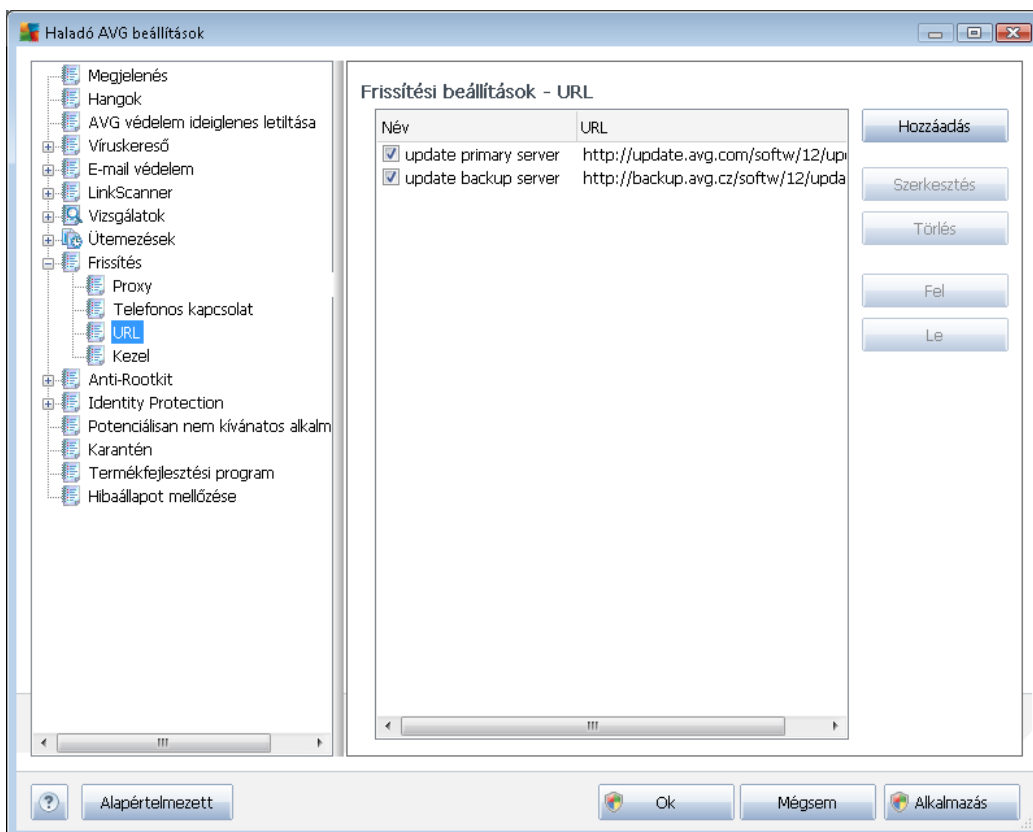 Haladó AVG beállítások
Megjelenés
Hangok
AVG védelem ideiglenes letiltása
Víruskereső
E-mail védelem
LinkScanner
Vizsgálatok
Ütemezések
Frissítés
Proxy
Telefonos kapcsolat
URL
Kezel
Anti-Rootkit
Identity Protection
Potenciálisan nem kívánatos alkalm
Karantén
Termékfejlesztési program
Hibaállapot mellőzése
Frissítési beállítások - URL
Név URL
update primary server http://update.avg.com/softw/12/up
update backup server http://backup.avg.cz/softw/12/upda
Hozzáadás
Szerkesztés
Törlés
Fel
Le
? Alapértelmezett Ok Mégsem Alkalmazás